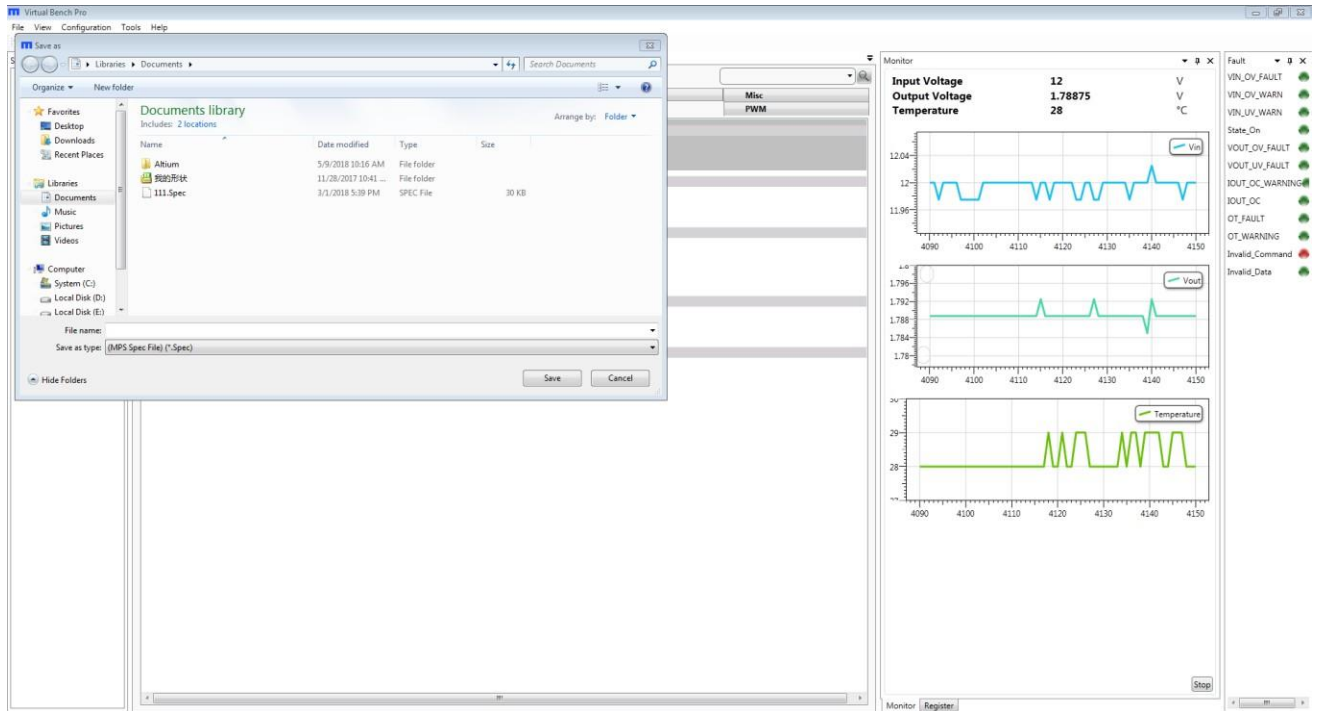 Virtual Bench Pro
File View Configuration Tools Help
Save as
Libraries Documents
Search Documents
Organize New folder
Favorites
Desktop
Downloads
Recent Places
Libraries
Documents
Music
Pictures
Videos
Computer
System (C:)
Local Disk (D:)
Local Disk (E:)
Documents library
Includes: 2 locations
Arrange by: Folder
Name Date modified Type Size
Altium 5/9/2018 10:16 AM File folder
我的形状 11/28/2017 10:41 ... File folder
111.Spec 3/1/2018 5:39 PM SPEC File 30 KB
File name:
Save as type: (MPS Spec File) (*.Spec)
Hide Folders
Save Cancel
Misc
PWM
Monitor
Input Voltage 12 V
Output Voltage 1.78875 V
Temperature 28 °C
Vin
12.04
12
11.96
4090 4100 4110 4120 4130 4140 4150
Vout
1.796
1.792
1.788
1.784
1.78
4090 4100 4110 4120 4130 4140 4150
Temperature
29
28
4090 4100 4110 4120 4130 4140 4150
Stop
Monitor Register
Fault
VIN_OV_FAULT
VIN_OV_WARN
VIN_UV_WARN
State_On
VOUT_OV_FAULT
VOUT_UV_FAULT
IOUT_OC_WARNING
IOUT_OC
OT_FAULT
OT_WARNING
Invalid_Command
Invalid_Data